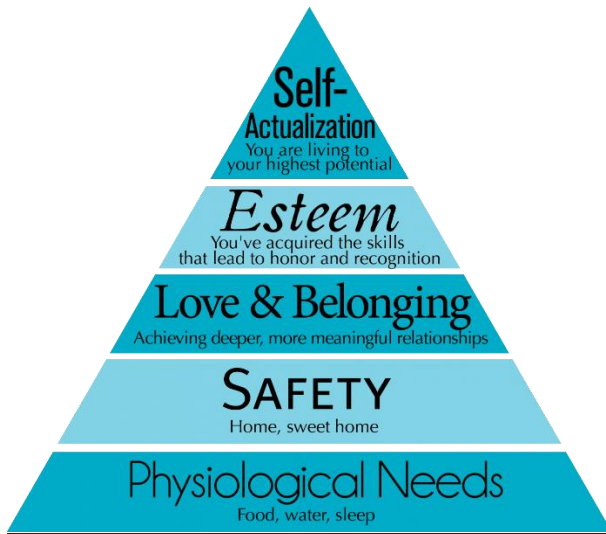 Self-
Actualization
You are living to
your highest potential
Esteem
You've acquired the skills
that lead to honor and recognition
Love & Belonging
Achieving deeper, more meaningful relationships
SAFETY
Home, sweet home
Physiological Needs
Food, water, sleep